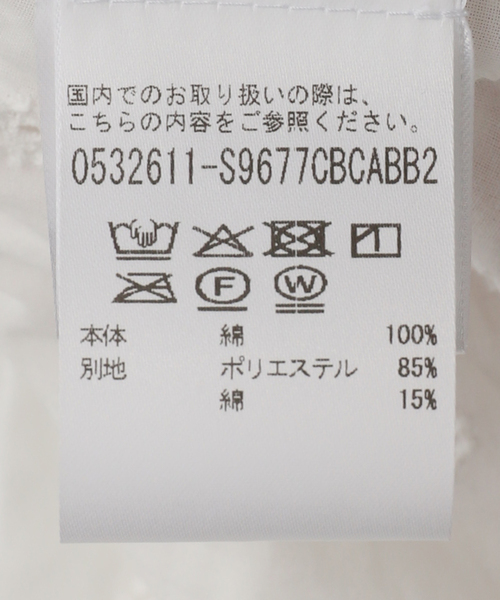 国内でのお取り扱いの際は、
こちらの内容をご参照ください。
0532611-S9677CBCABB2
F
W
本体 綿 100%
別地 ポリエステル 85%
綿 15%